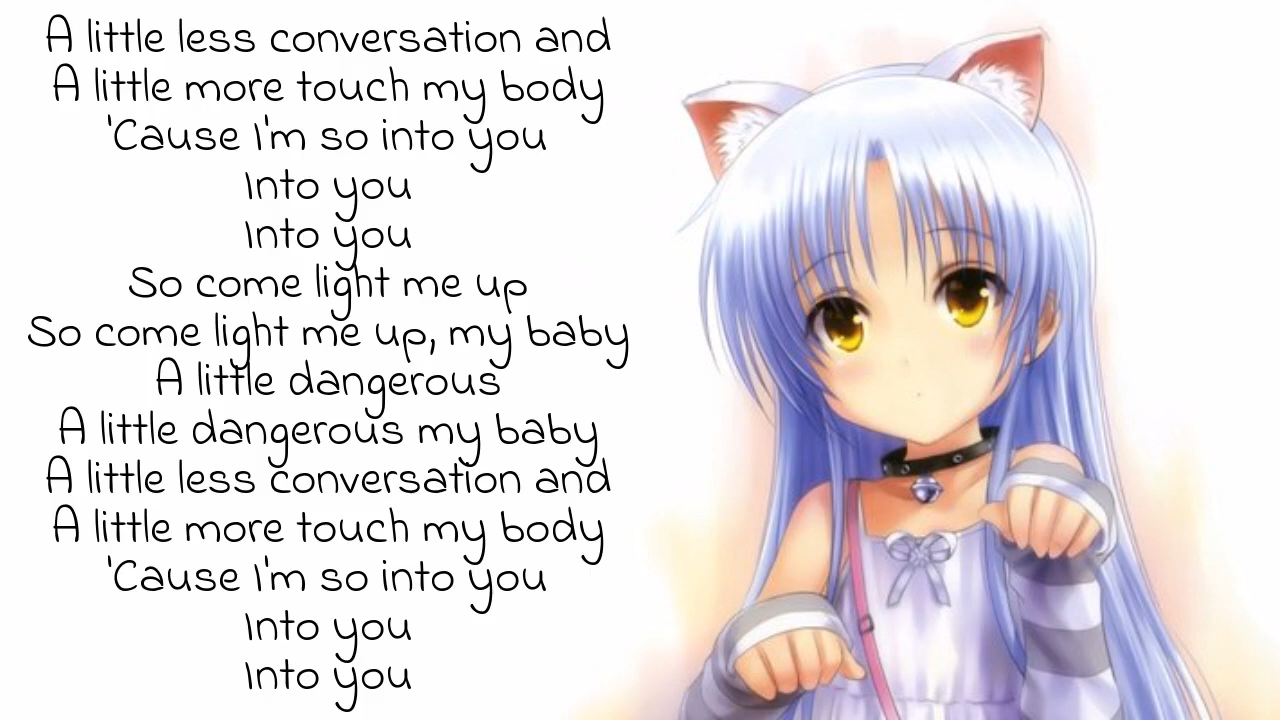 A little less conversation and
A little more touch my body
'Cause I'm so into you
Into you
Into you
So come light me up
So come light me up, my baby
A little dangerous
A little dangerous my baby
A little less conversation and
A little more touch my body
'Cause I'm so into you
Into you
Into you